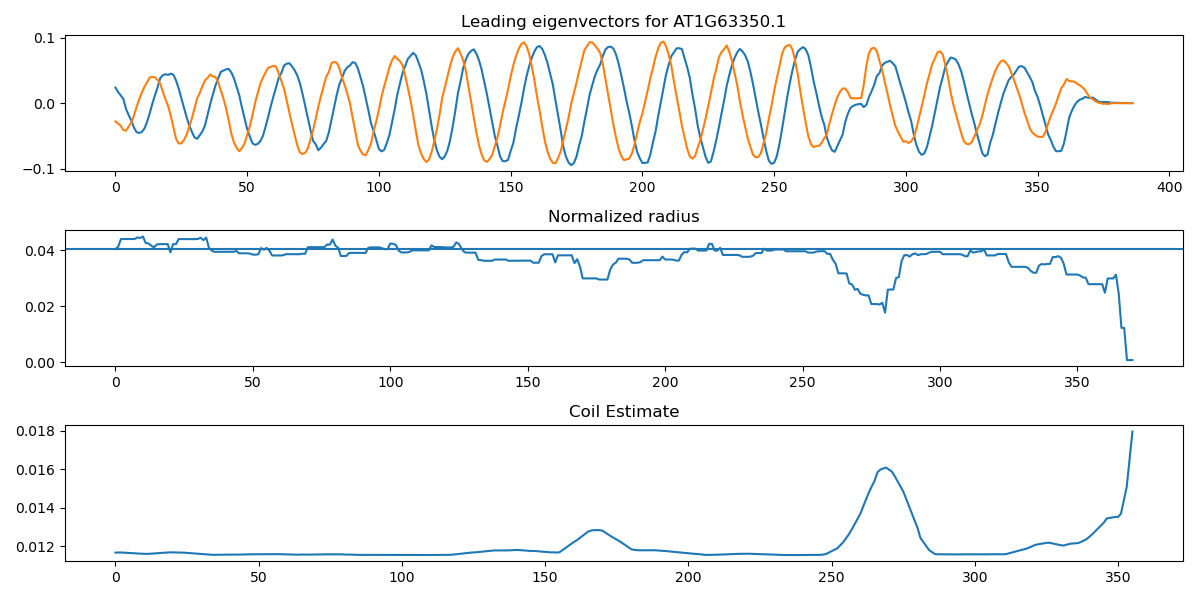 Leading eigenvectors for AT1G63350.1
0.1
0.0
−0.1
0 50 100 150 200 250 300 350 400
Normalized radius
0.04
0.02
0.00
0 50 100 150 200 250 300 350
Coil Estimate
0.018
0.016
0.014
0.012
0 50 100 150 200 250 300 350